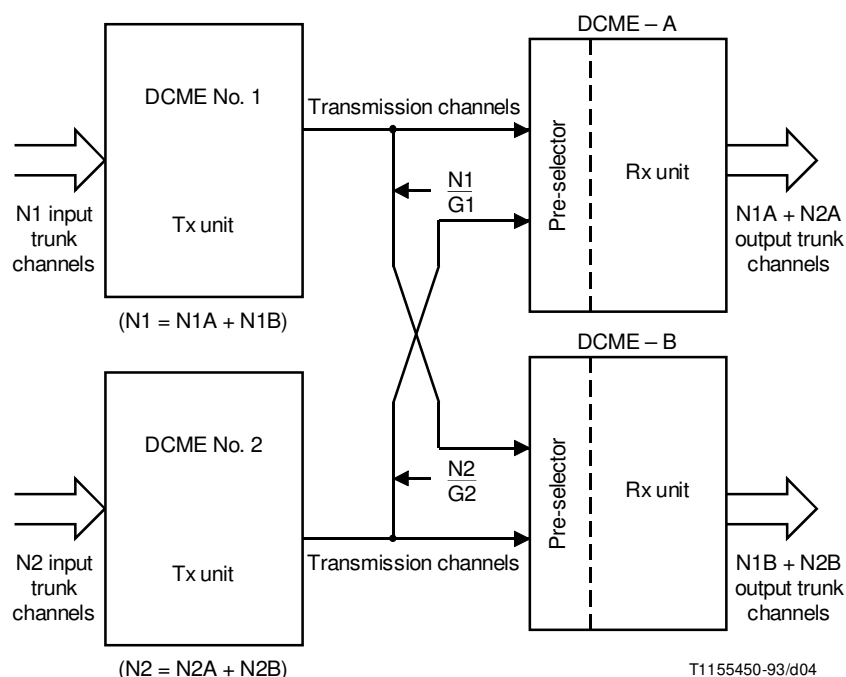 DCME – A
DCME No. 1
Transmission channels
Pre-selector
Rx unit
N1
G1
N1 input
trunk
channels
Tx unit
N1A + N2A
output trunk
channels
(N1 = N1A + N1B)
DCME – B
DCME No. 2
N2
G2
Pre-selector
Rx unit
N2 input
trunk
channels
Tx unit
Transmission channels
N1B + N2B
output trunk
channels
(N2 = N2A + N2B)
T1155450-93/d04